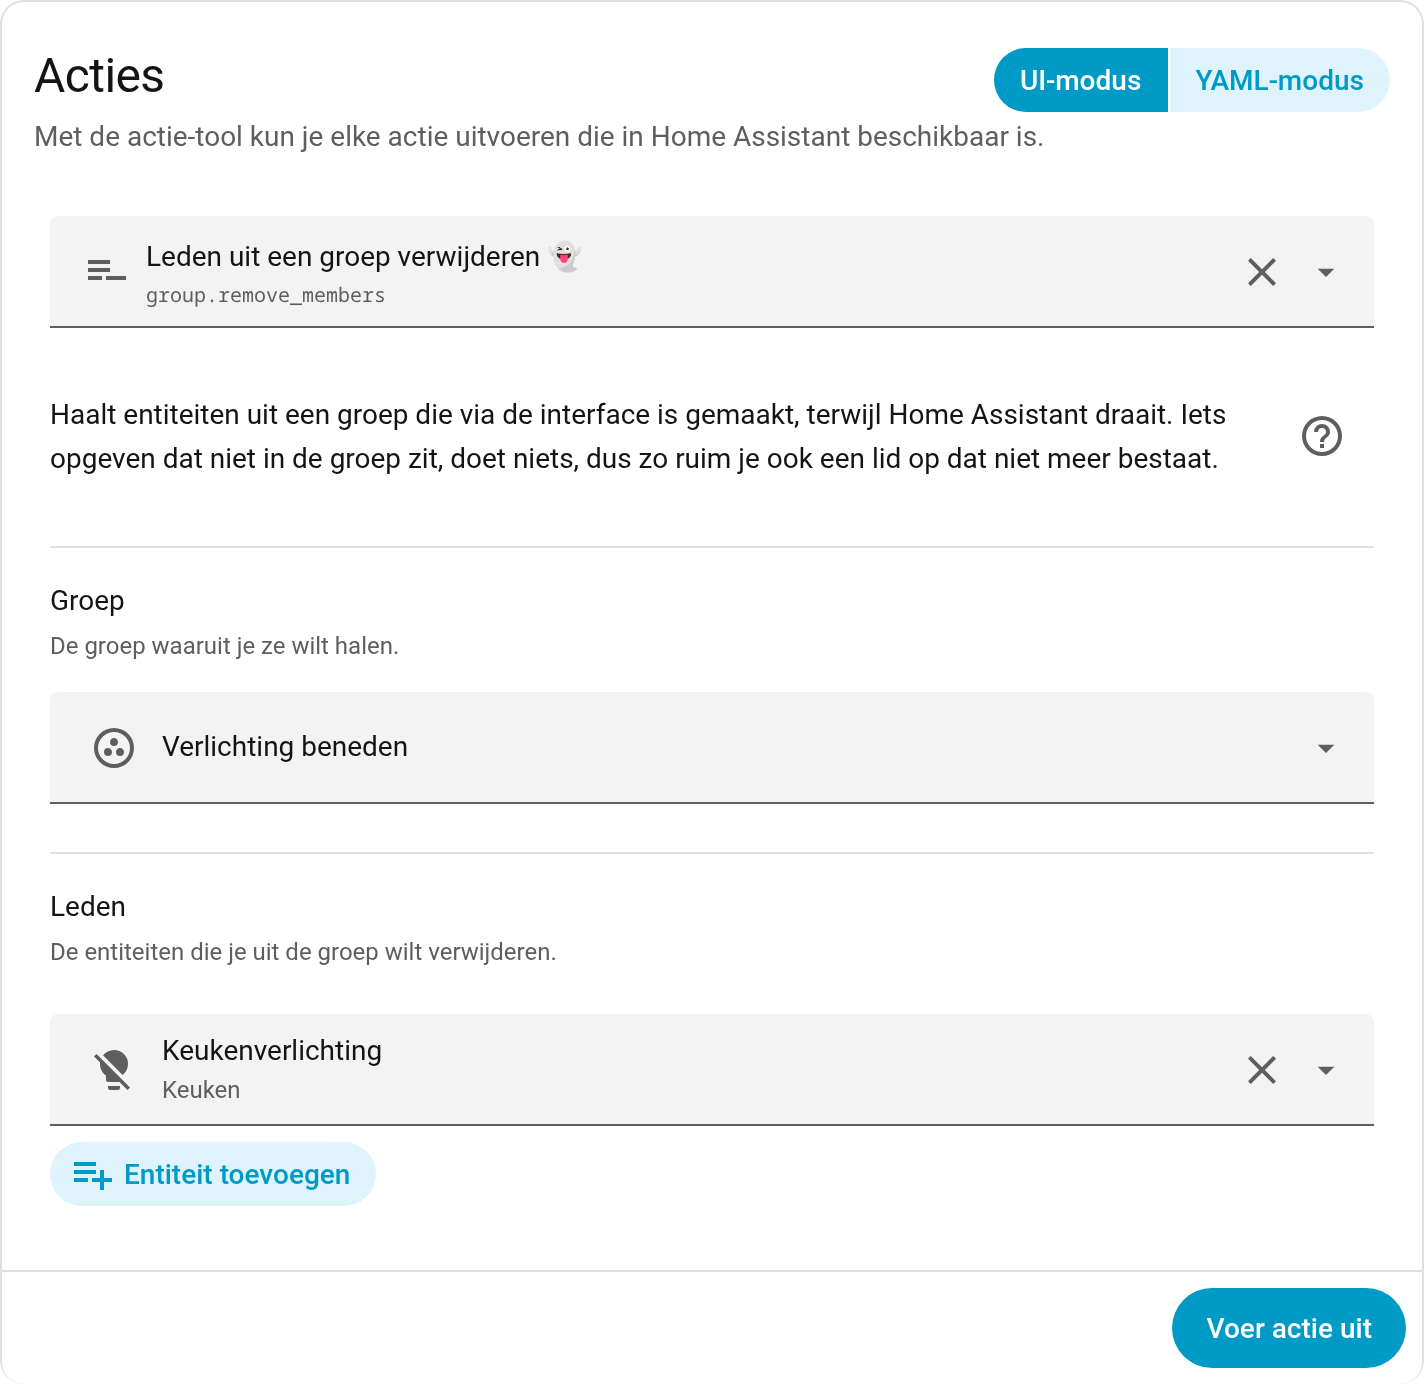 Acties
UI-modus
YAML-modus
Met de actie-tool kun je elke actie uitvoeren die in Home Assistant beschikbaar is.
Leden uit een groep verwijderen 👻
group.remove_members
Haalt entiteiten uit een groep die via de interface is gemaakt, terwijl Home Assistant draait. Iets
opgeven dat niet in de groep zit, doet niets, dus zo ruim je ook een lid op dat niet meer bestaat.
Groep
De groep waaruit je ze wilt halen.
Verlichting beneden
Leden
De entiteiten die je uit de groep wilt verwijderen.
Keukenverlichting
Keuken
Entiteit toevoegen
Voer actie uit